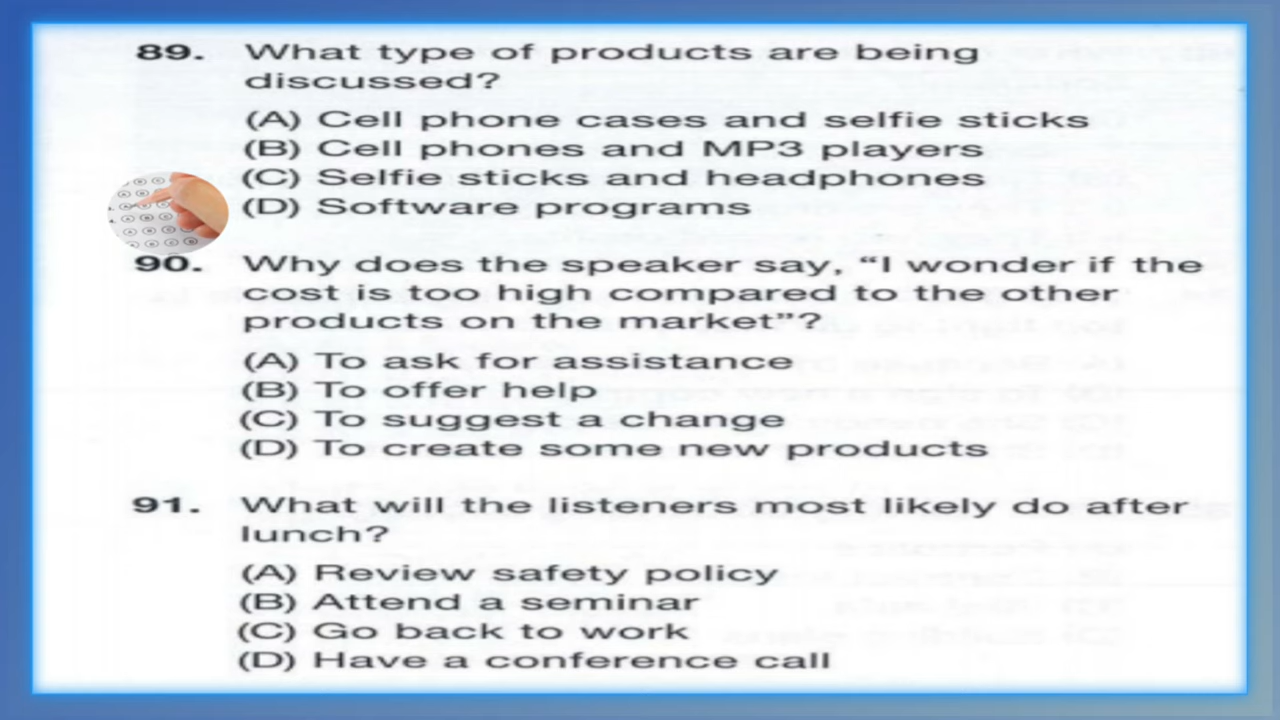 89. What type of products are being
discussed?
(A) Cell phone cases and selfie sticks
(B) Cell phones and MP3 players
(C) Selfie sticks and headphones
(D) Software programs
90. Why does the speaker say, “I wonder if the
cost is too high compared to the other
products on the market”?
(A) To ask for assistance
(B) To offer help
(C) To suggest a change
(D) To create some new products
91. What will the listeners most likely do after
lunch?
(A) Review safety policy
(B) Attend a seminar
(C) Go back to work
(D) Have a conference call